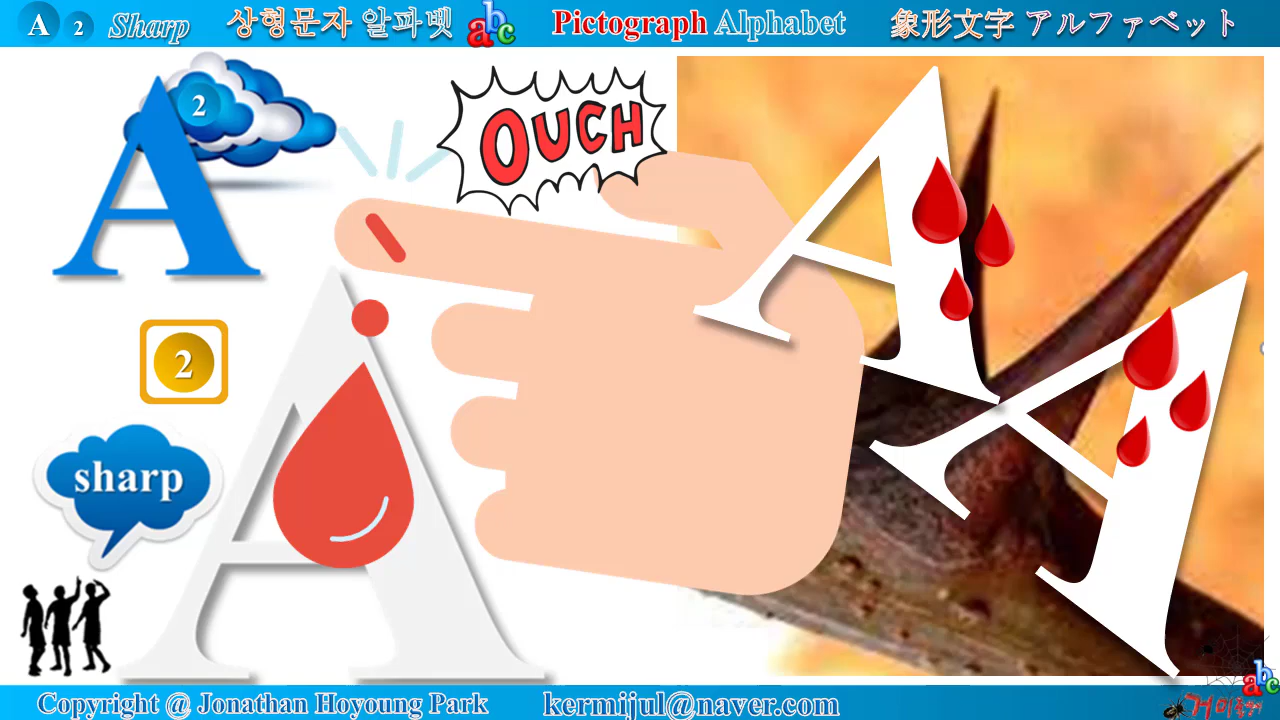 A 2 Sharp 상형문자 알파벳 abc Pictograph Alphabet 象形文字 アルファベット
A 2
OUCH
A
A
2
sharp
A
Copyright @ Jonathan Hoyoung Park kermijul@naver.com
abc